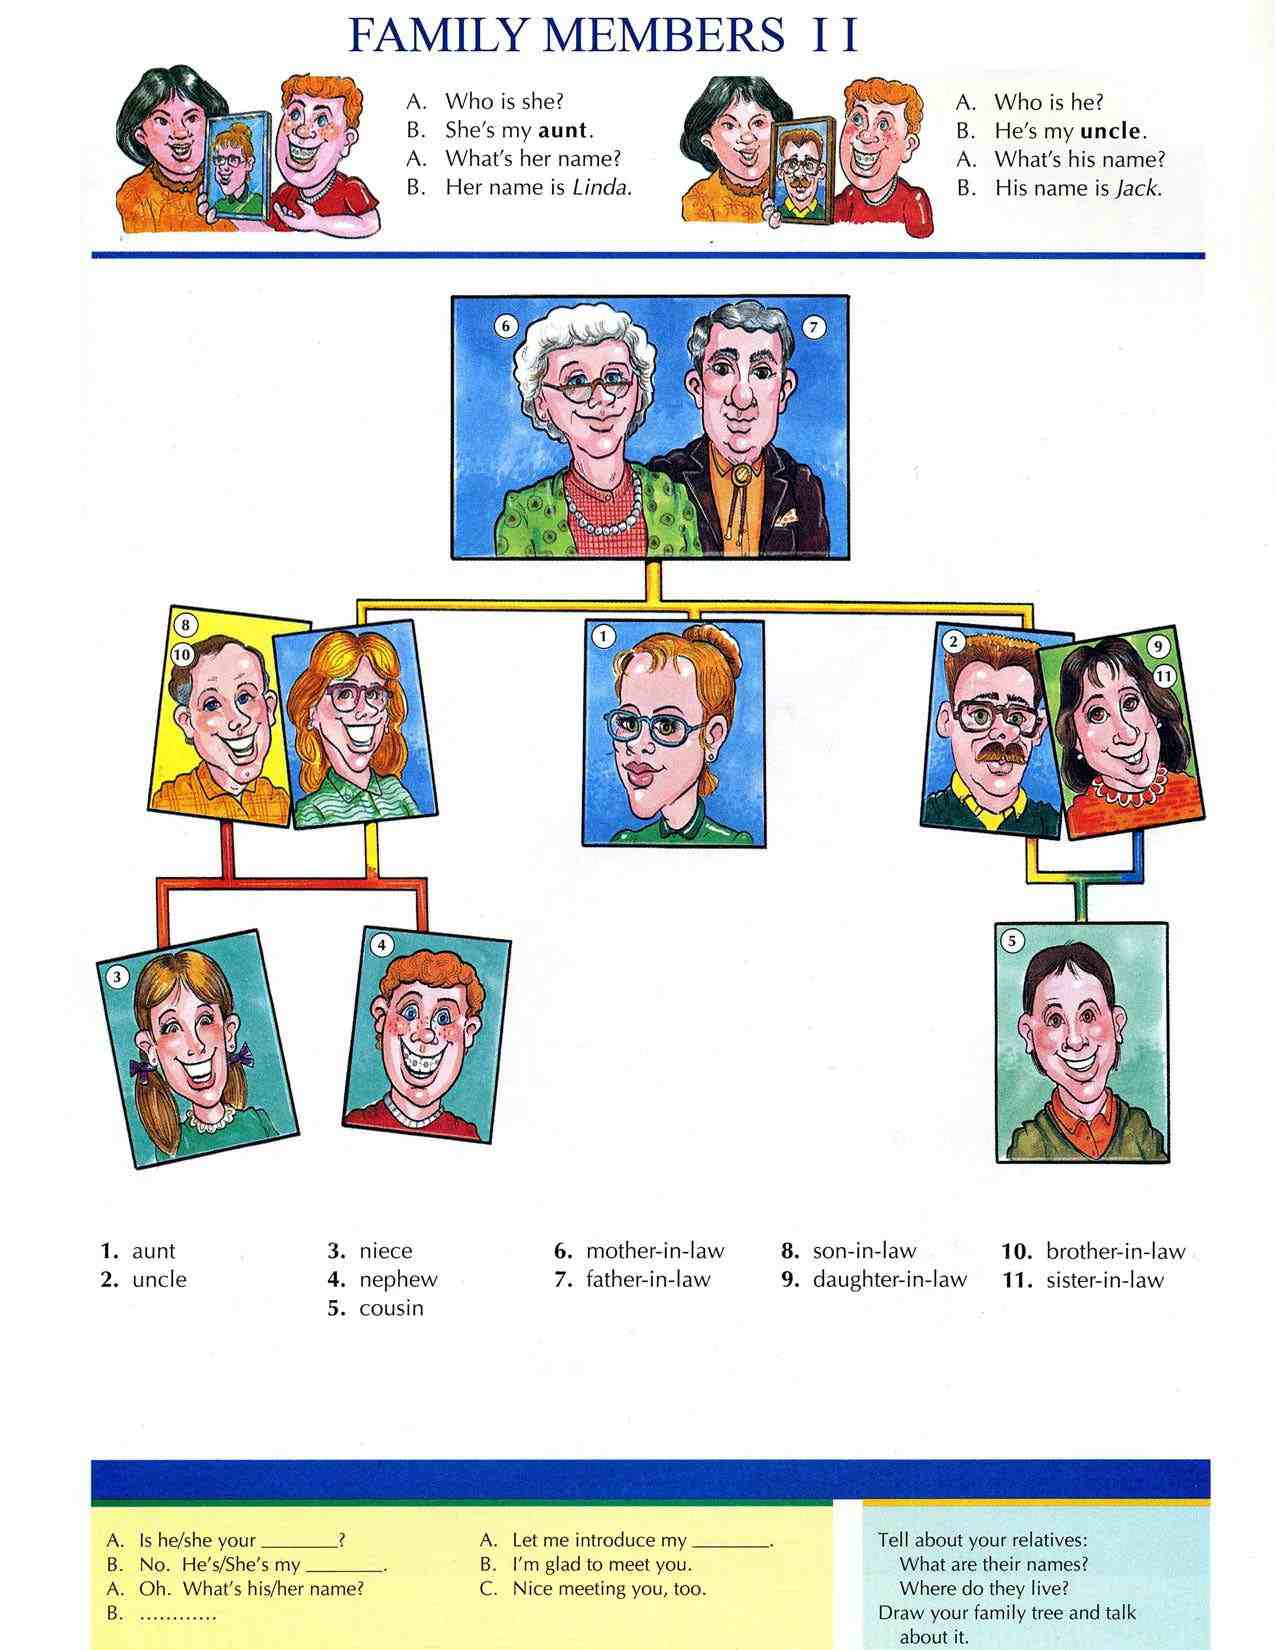 FAMILY MEMBERS I I
A. Who is she?
B. She's my aunt.
A. What's her name?
B. Her name is Linda.
A. Who is he?
B. He's my uncle.
A. What's his name?
B. His name is Jack.
6
7
8
10
1
2
9
11
3
4
5
1. aunt
2. uncle
3. niece
4. nephew
5. cousin
6. mother-in-law
7. father-in-law
8. son-in-law
9. daughter-in-law
10. brother-in-law
11. sister-in-law
A. Is he/she your ________?
B. No. He's/She's my ________.
A. Oh. What's his/her name?
B. ............
A. Let me introduce my ________.
B. I'm glad to meet you.
C. Nice meeting you, too.
Tell about your relatives:
What are their names?
Where do they live?
Draw your family tree and talk
about it.